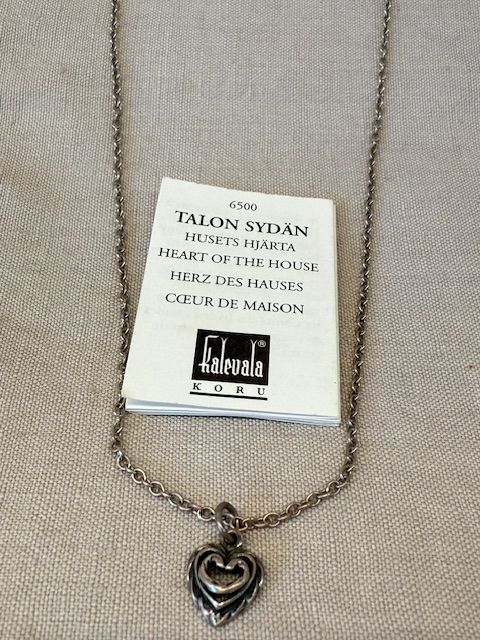 6500
TALON SYDÄN
HUSETS HJÄRTA
HEART OF THE HOUSE
HERZ DES HAUSES
CŒUR DE MAISON
Kalevala ®
KORU